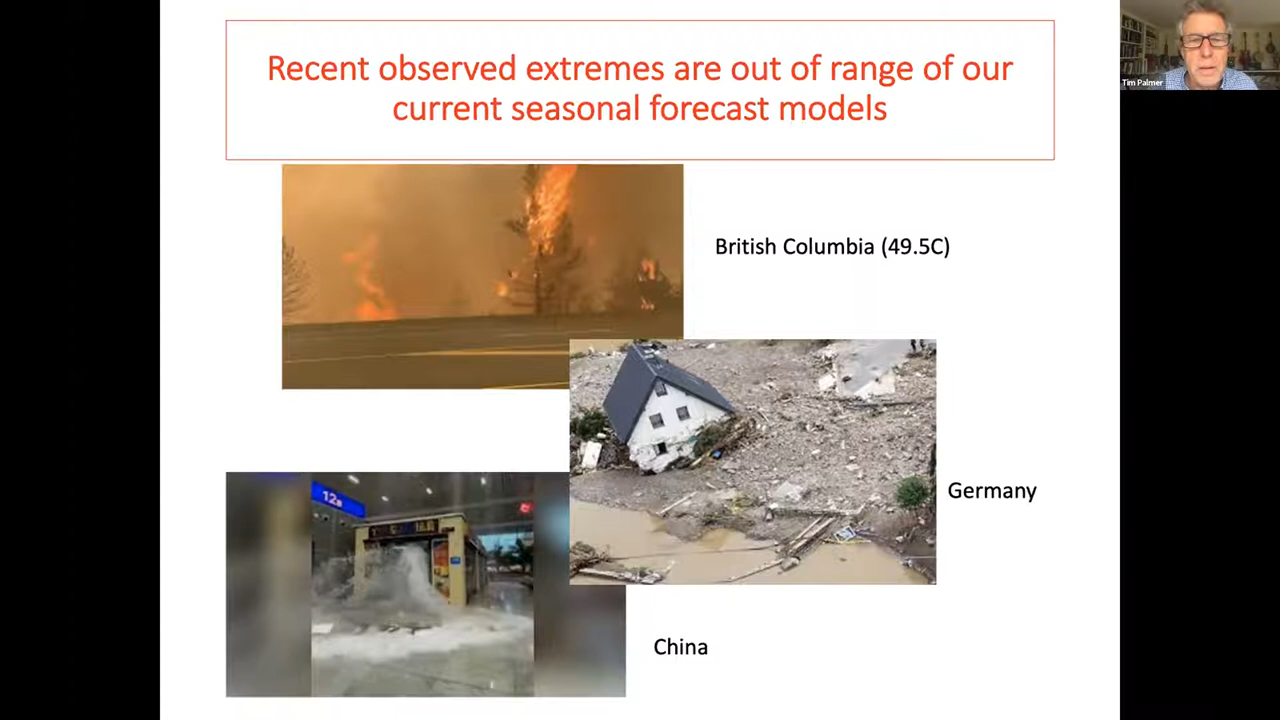 Recent observed extremes are out of range of our
current seasonal forecast models
Tim Palmer
British Columbia (49.5C)
Germany
12
China